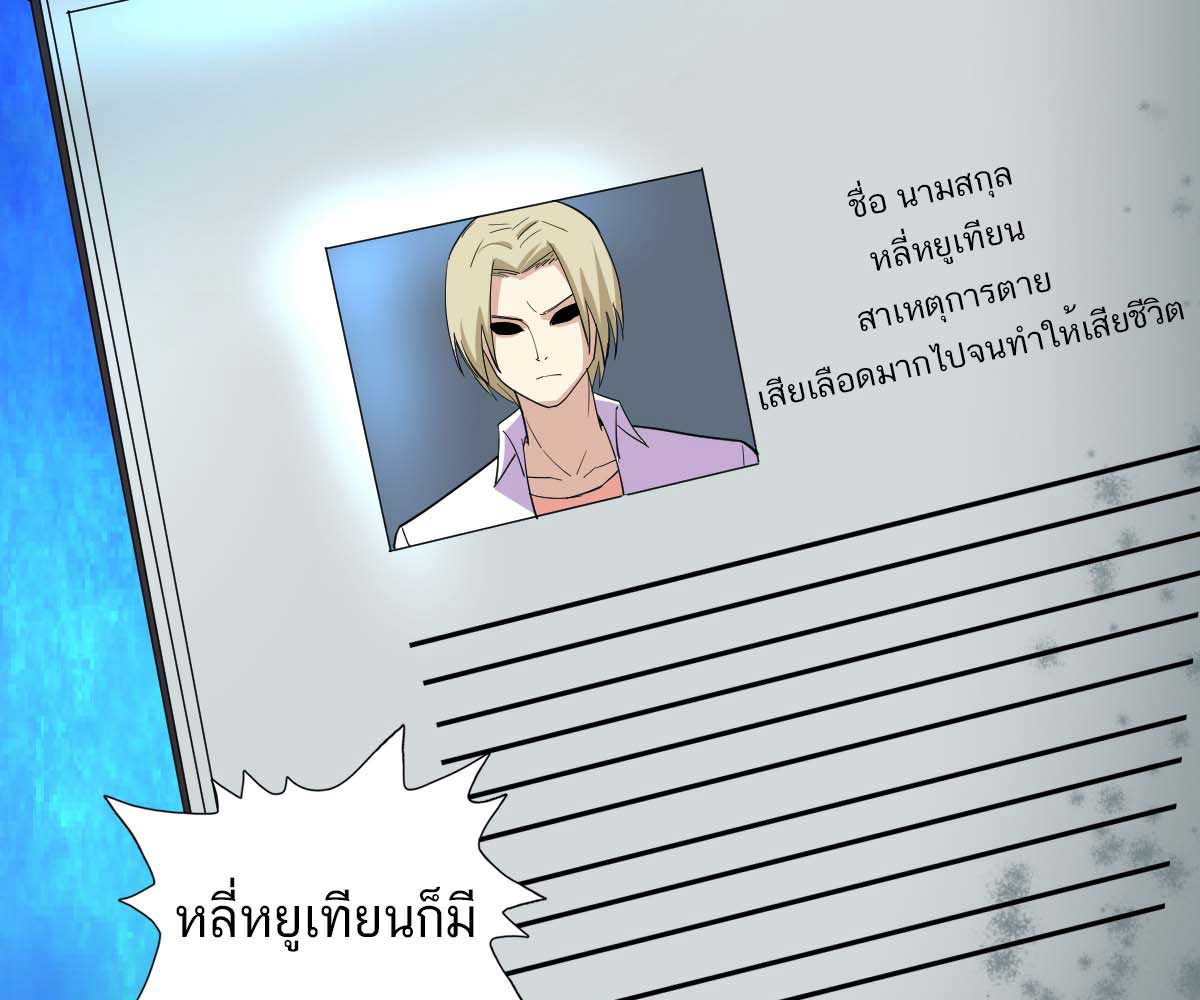 ชื่อ นามสกุล
หลี่หยูเทียน
สาเหตุการตาย
เสียเลือดมากไปจนทำให้เสียชีวิต
หลี่หยูเทียนก็มี